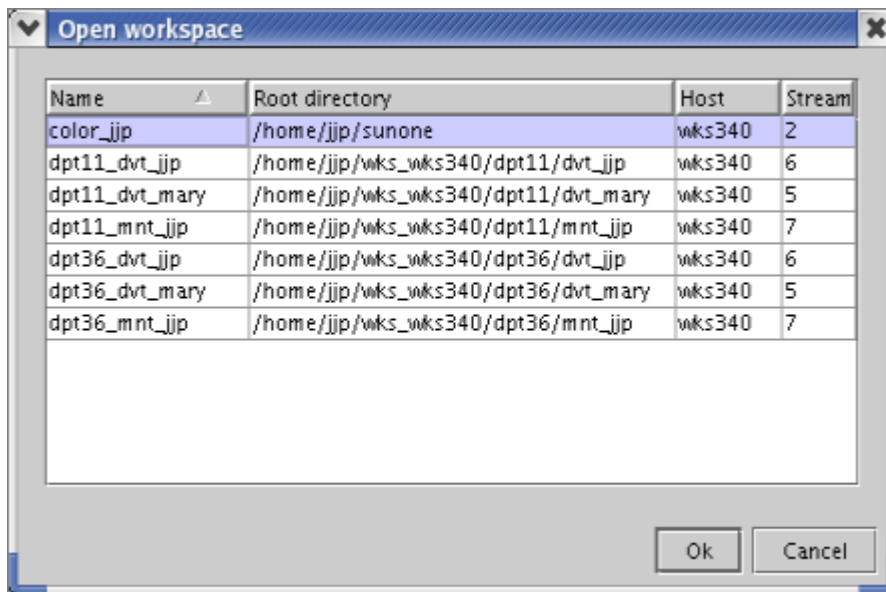 Open workspace
Name Root directory Host Stream
color_jjp /home/jjp/sunone wks340 2
dpt11_dvt_jjp /home/jjp/wks_wks340/dpt11/dvt_jjp wks340 6
dpt11_dvt_mary /home/jjp/wks_wks340/dpt11/dvt_mary wks340 5
dpt11_mnt_jjp /home/jjp/wks_wks340/dpt11/mnt_jjp wks340 7
dpt36_dvt_jjp /home/jjp/wks_wks340/dpt36/dvt_jjp wks340 6
dpt36_dvt_mary /home/jjp/wks_wks340/dpt36/dvt_mary wks340 5
dpt36_mnt_jjp /home/jjp/wks_wks340/dpt36/mnt_jjp wks340 7
Ok Cancel